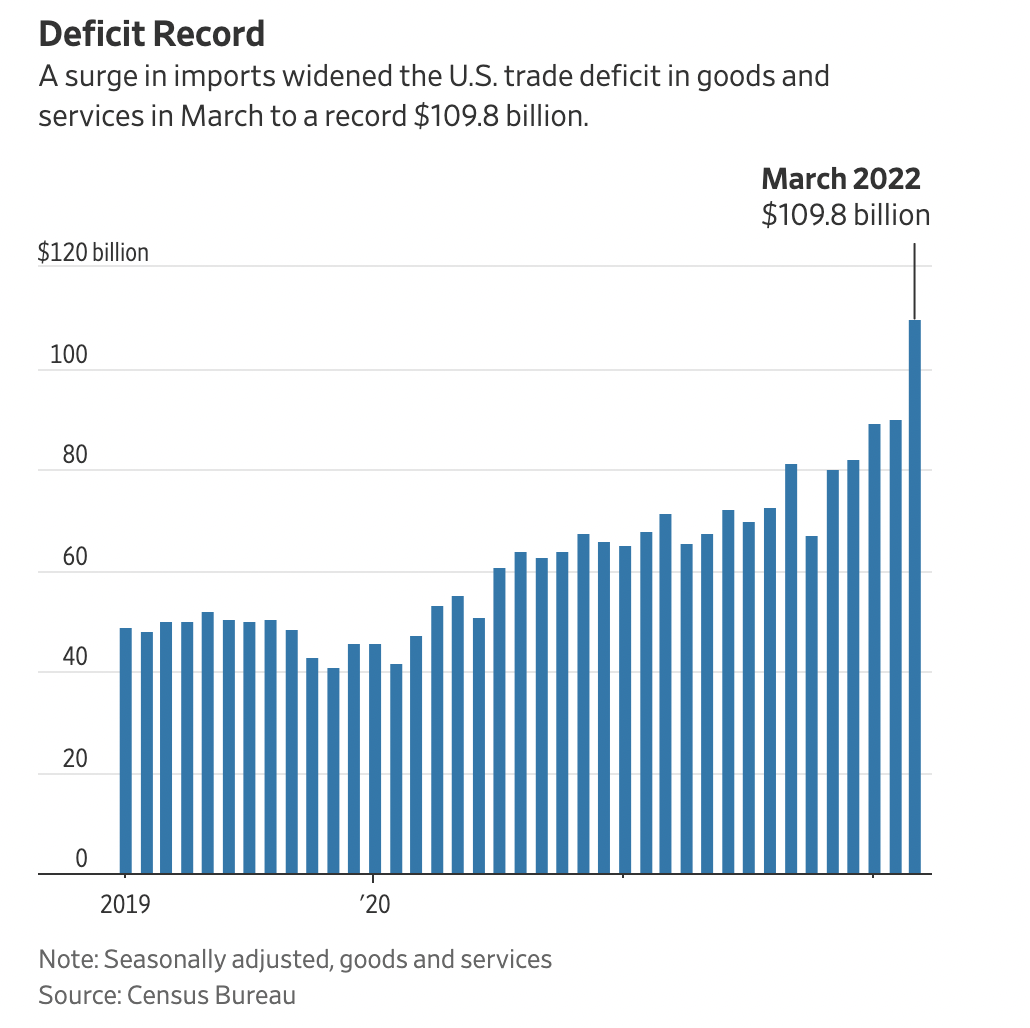 Deficit Record
A surge in imports widened the U.S. trade deficit in goods and
services in March to a record $109.8 billion.
March 2022
$109.8 billion
$120 billion
100
80
60
40
20
0
2019
’20
Note: Seasonally adjusted, goods and services
Source: Census Bureau